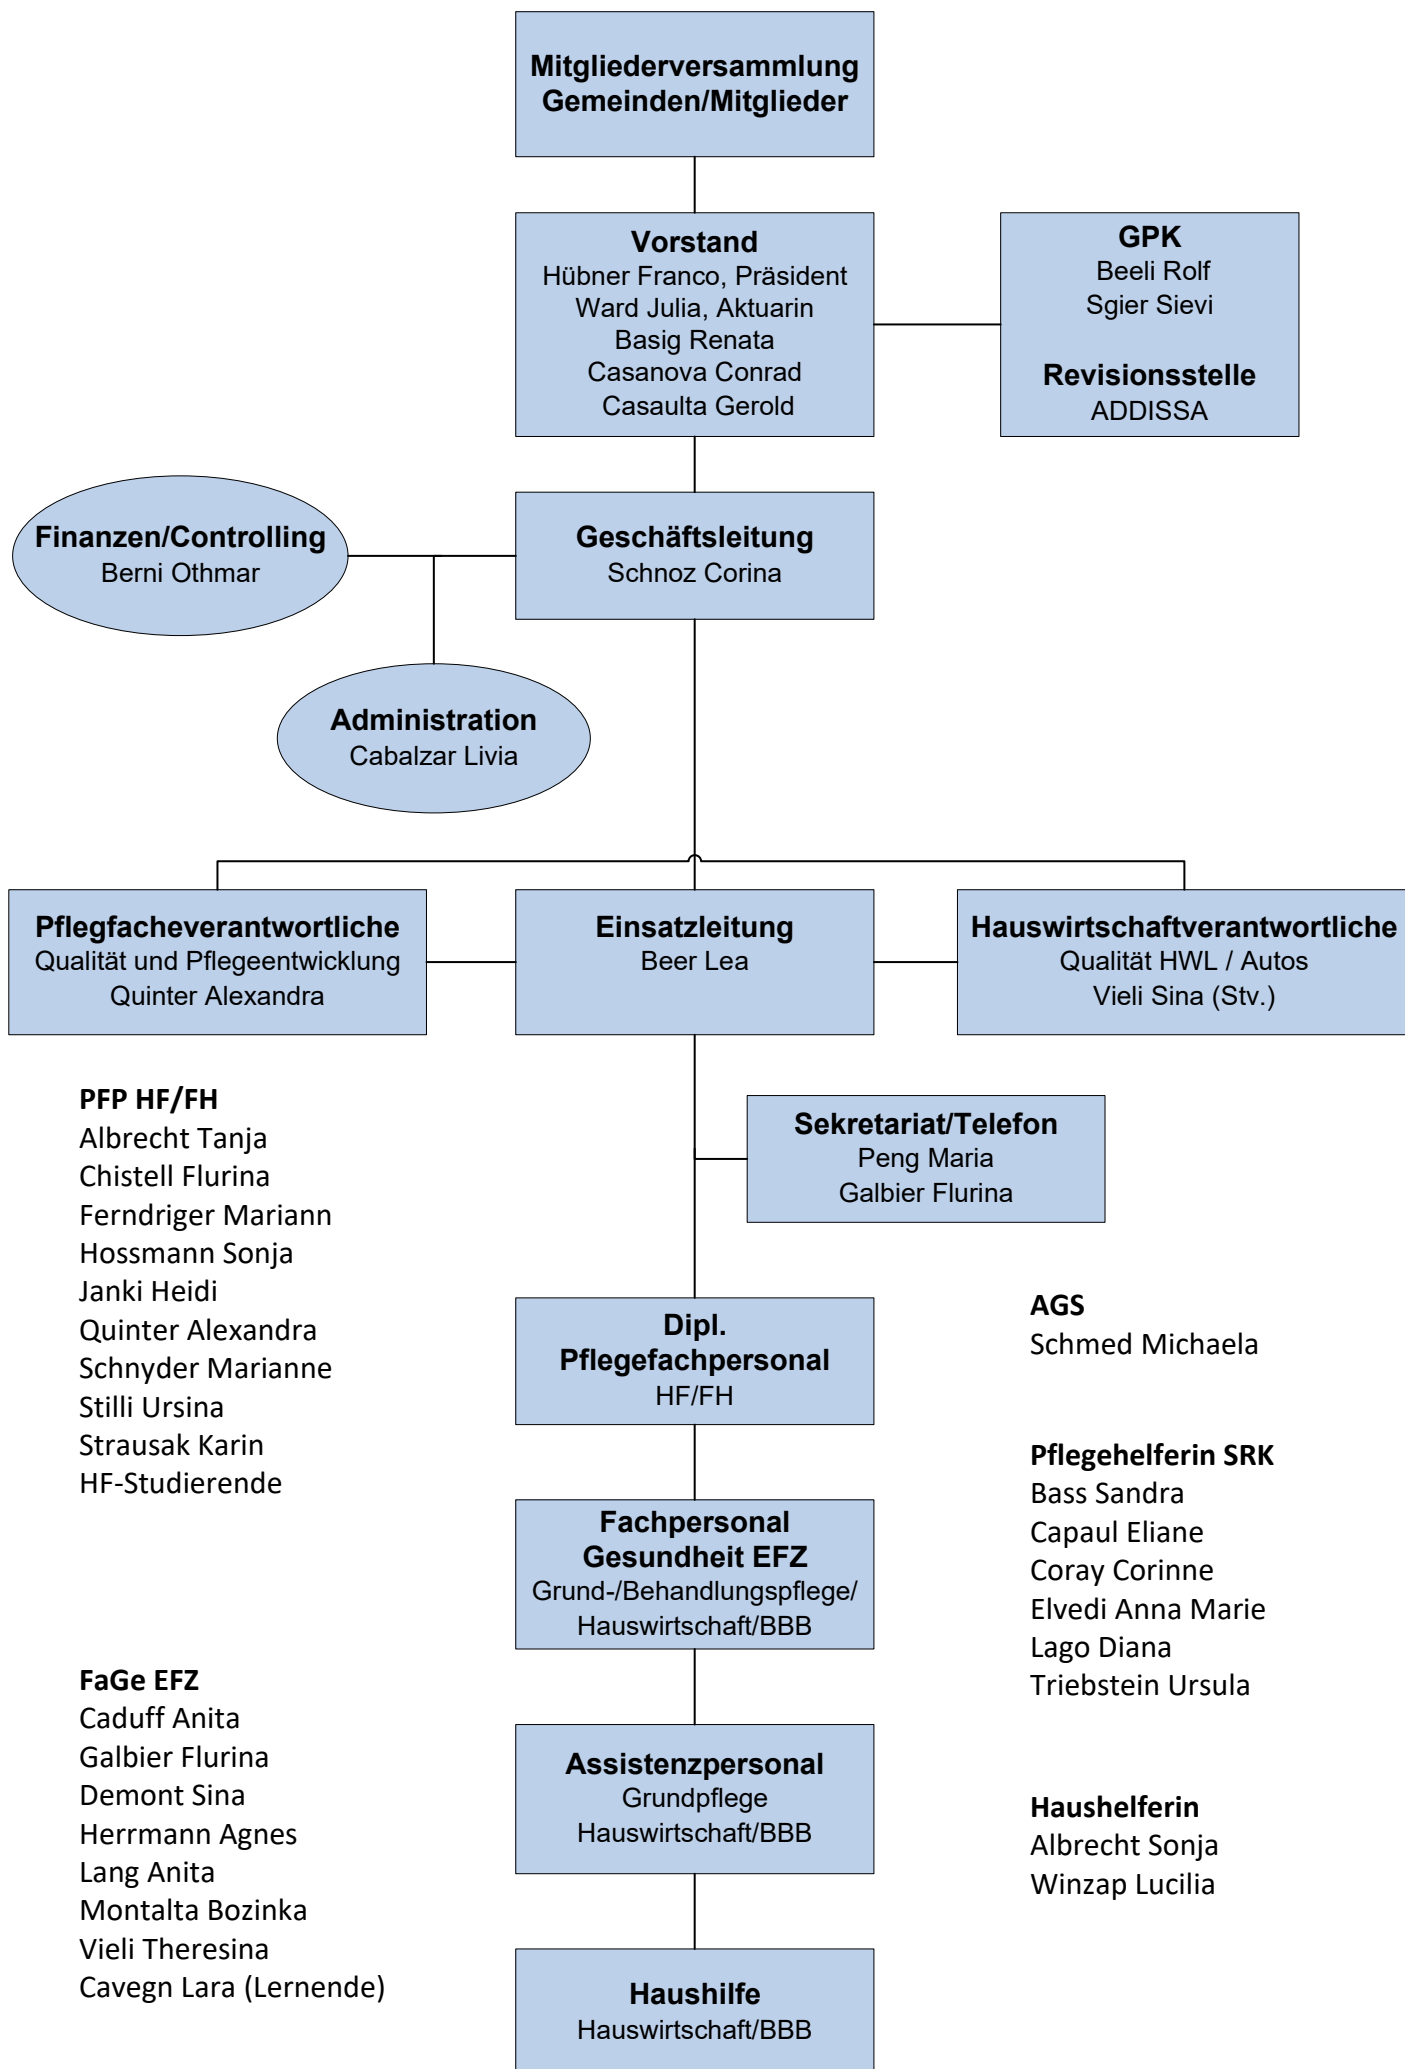 Mitgliederversammlung
Gemeinden/Mitglieder
Vorstand
Hübner Franco, Präsident
Ward Julia, Aktuarin
Basig Renata
Casanova Conrad
Casaulta Gerold
GPK
Beeli Rolf
Sgier Sievi
Revisionsstelle
ADDISSA
Finanzen/Controlling
Berni Othmar
Geschäftsleitung
Schnoz Corina
Administration
Cabalzar Livia
Pflegfacheverantwortliche
Qualität und Pflegeentwicklung
Quinter Alexandra
Einsatzleitung
Beer Lea
Hauswirtschaftverantwortliche
Qualität HWL / Autos
Vieli Sina (Stv.)
PFP HF/FH
Albrecht Tanja
Chistell Flurina
Ferndriger Mariann
Hossmann Sonja
Janki Heidi
Quinter Alexandra
Schnyder Marianne
Stilli Ursina
Strausak Karin
HF-Studierende
Sekretariat/Telefon
Peng Maria
Galbier Flurina
Dipl.
Pflegefachpersonal
HF/FH
AGS
Schmed Michaela
Fachpersonal
Gesundheit EFZ
Grund-/Behandlungspflege/
Hauswirtschaft/BBB
Pflegehelferin SRK
Bass Sandra
Capaul Eliane
Coray Corinne
Elvedi Anna Marie
Lago Diana
Triebstein Ursula
FaGe EFZ
Caduff Anita
Galbier Flurina
Demont Sina
Herrmann Agnes
Lang Anita
Montalta Bozinka
Vieli Theresina
Cavegn Lara (Lernende)
Assistenzpersonal
Grundpflege
Hauswirtschaft/BBB
Haushelferin
Albrecht Sonja
Winzap Lucilia
Haushilfe
Hauswirtschaft/BBB